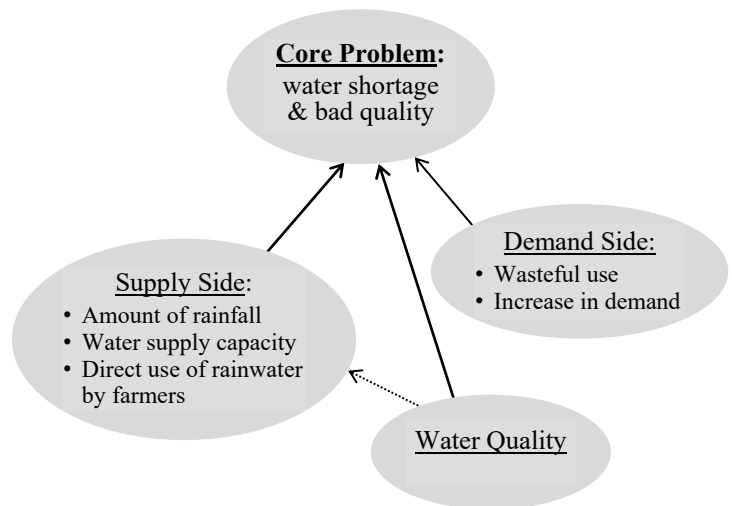 Core Problem:
water shortage
& bad quality
Demand Side:
• Wasteful use
• Increase in demand
Supply Side:
• Amount of rainfall
• Water supply capacity
• Direct use of rainwater
by farmers
Water Quality